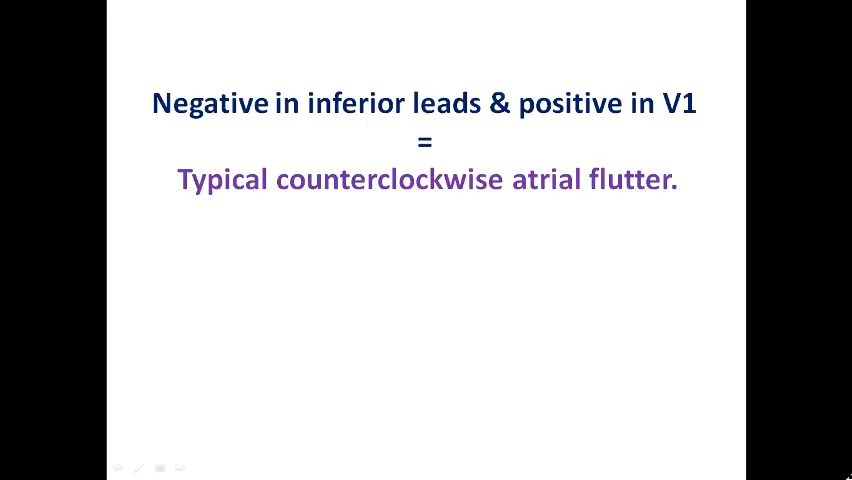 Negative in inferior leads & positive in V1
=
Typical counterclockwise atrial flutter.